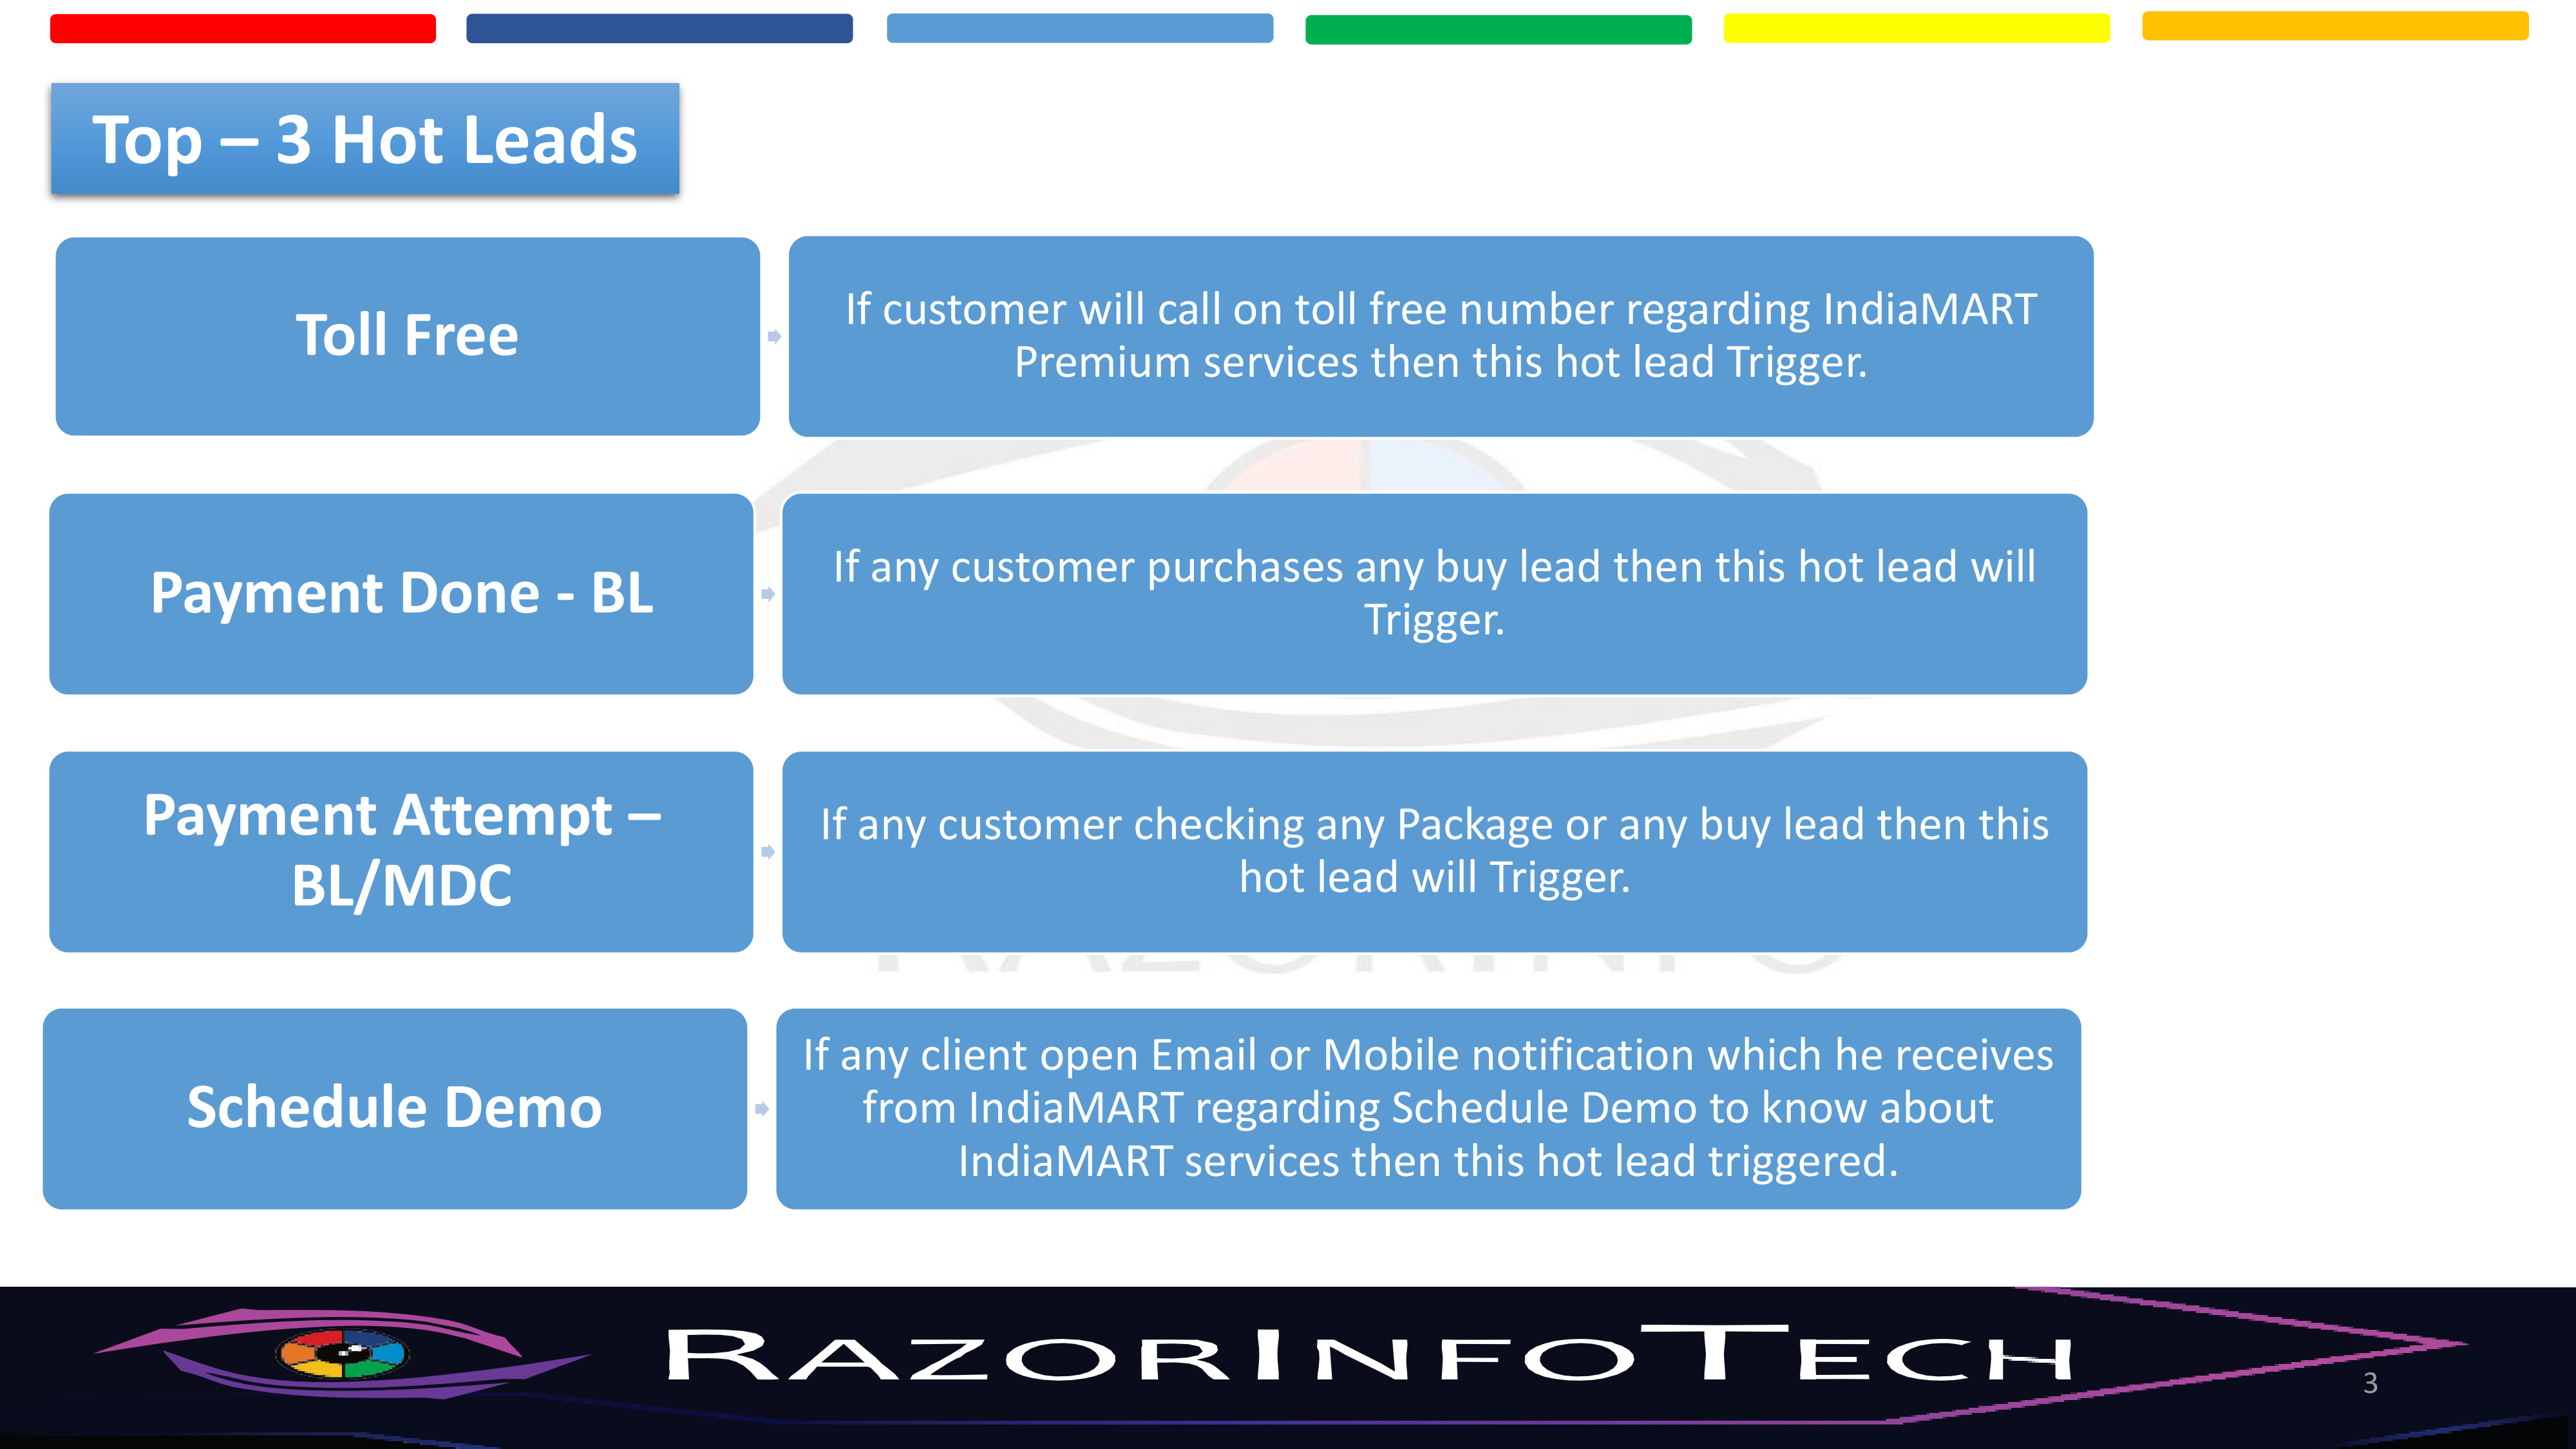 Top – 3 Hot Leads
Toll Free
If customer will call on toll free number regarding IndiaMART
Premium services then this hot lead Trigger.
Payment Done - BL
If any customer purchases any buy lead then this hot lead will
Trigger.
Payment Attempt –
BL/MDC
If any customer checking any Package or any buy lead then this
hot lead will Trigger.
Schedule Demo
If any client open Email or Mobile notification which he receives
from IndiaMART regarding Schedule Demo to know about
IndiaMART services then this hot lead triggered.
RAZORINFOTECH
3